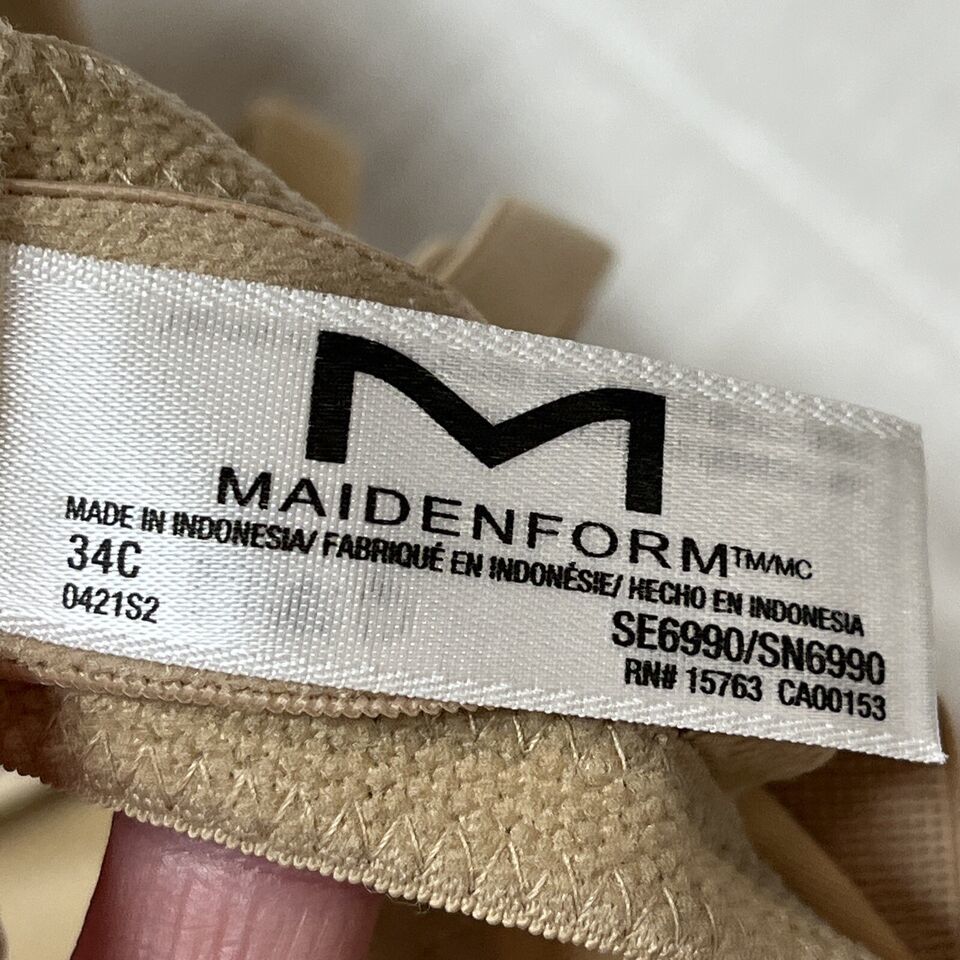 MAIDENFORM™/MC
MADE IN INDONESIA/ FABRIQUÉ EN INDONÉSIE/ HECHO EN INDONESIA
34C
0421S2
SE6990/SN6990
RN# 15763 CA00153